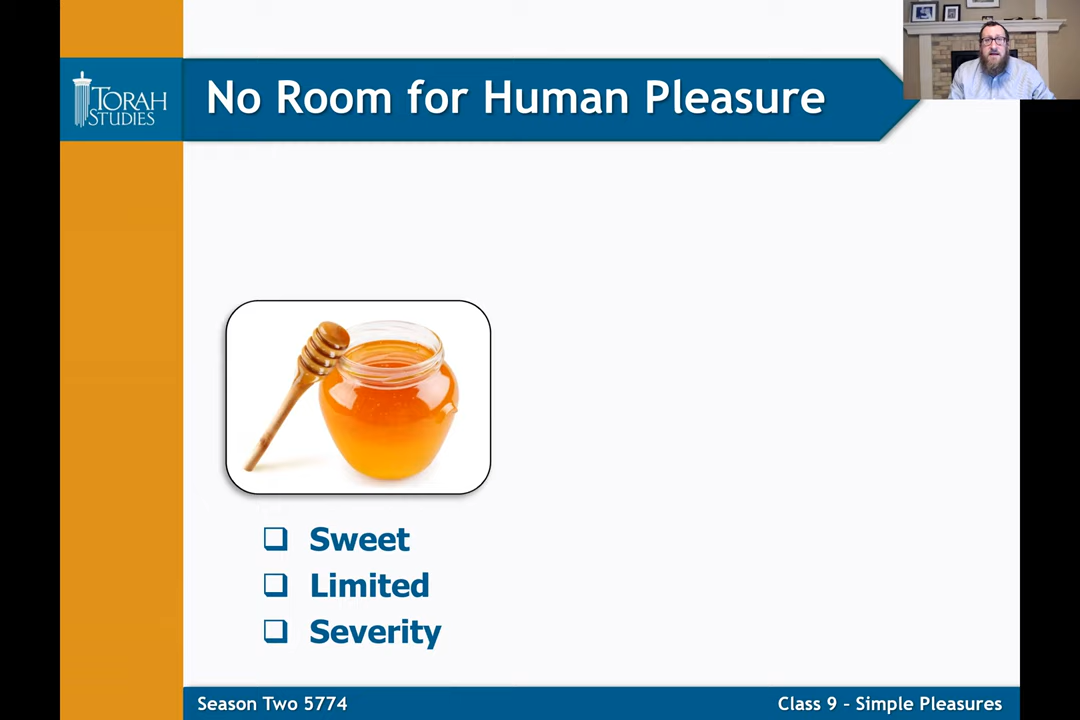 TORAH
STUDIES
No Room for Human Pleasure
Sweet
Limited
Severity
Season Two 5774
Class 9 – Simple Pleasures